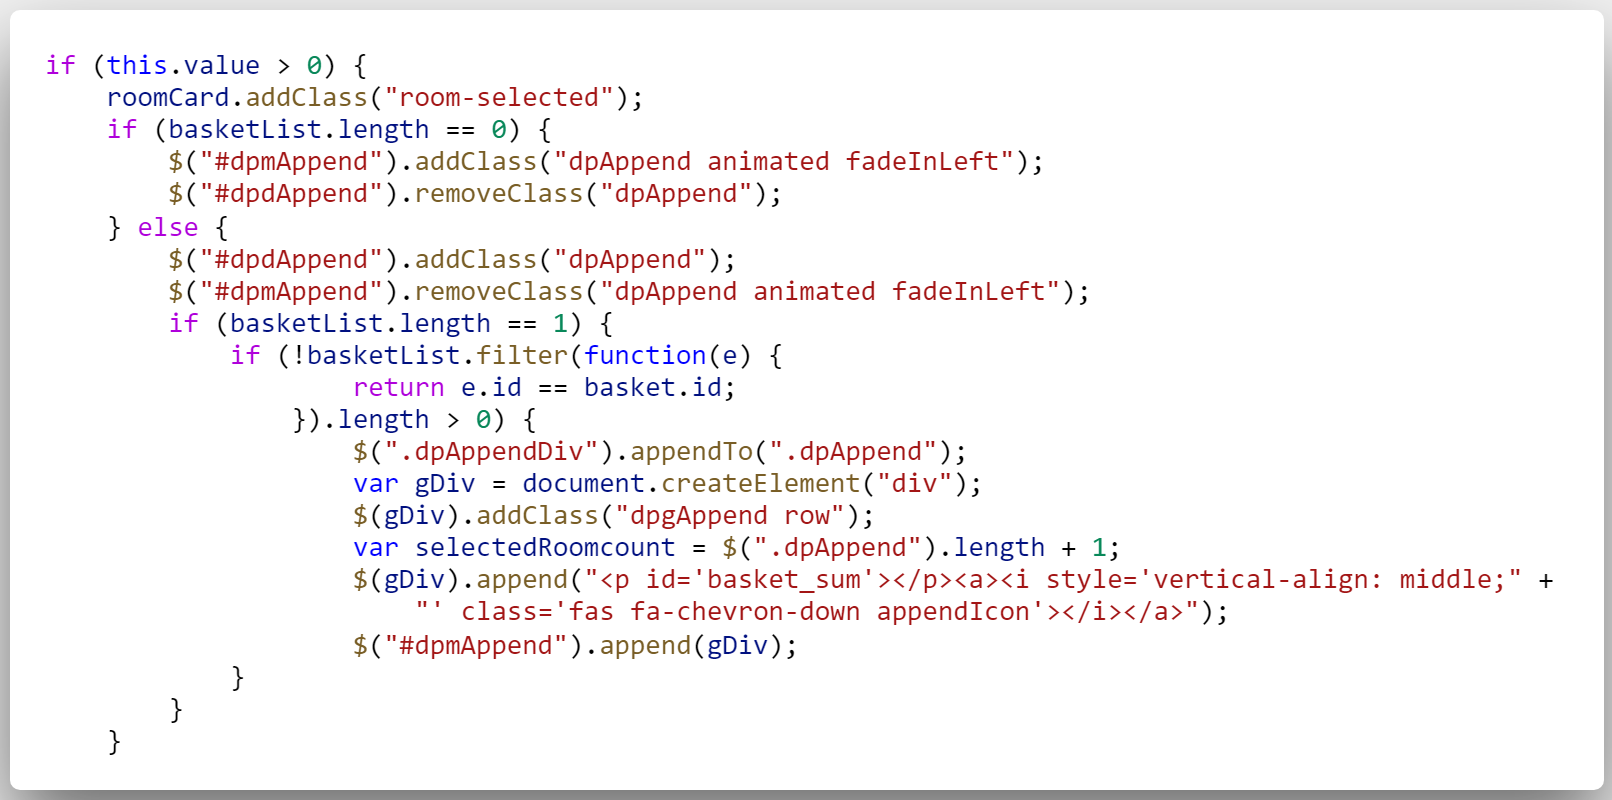 if (this.value > 0) {
    roomCard.addClass("room-selected");
    if (basketList.length == 0) {
        $("#dpmAppend").addClass("dpAppend animated fadeInLeft");
        $("#dpdAppend").removeClass("dpAppend");
    } else {
        $("#dpdAppend").addClass("dpAppend");
        $("#dpmAppend").removeClass("dpAppend animated fadeInLeft");
        if (basketList.length == 1) {
            if (!basketList.filter(function(e) {
                    return e.id == basket.id;
                }).length > 0) {
                    $(".dpAppendDiv").appendTo(".dpAppend");
                    var gDiv = document.createElement("div");
                    $(gDiv).addClass("dpgAppend row");
                    var selectedRoomcount = $(".dpAppend").length + 1;
                    $(gDiv).append("<p id='basket_sum'></p><a><i style='vertical-align: middle;" +
                        "' class='fas fa-chevron-down appendIcon'></i></a>");
                    $("#dpmAppend").append(gDiv);
            }
        }
    }